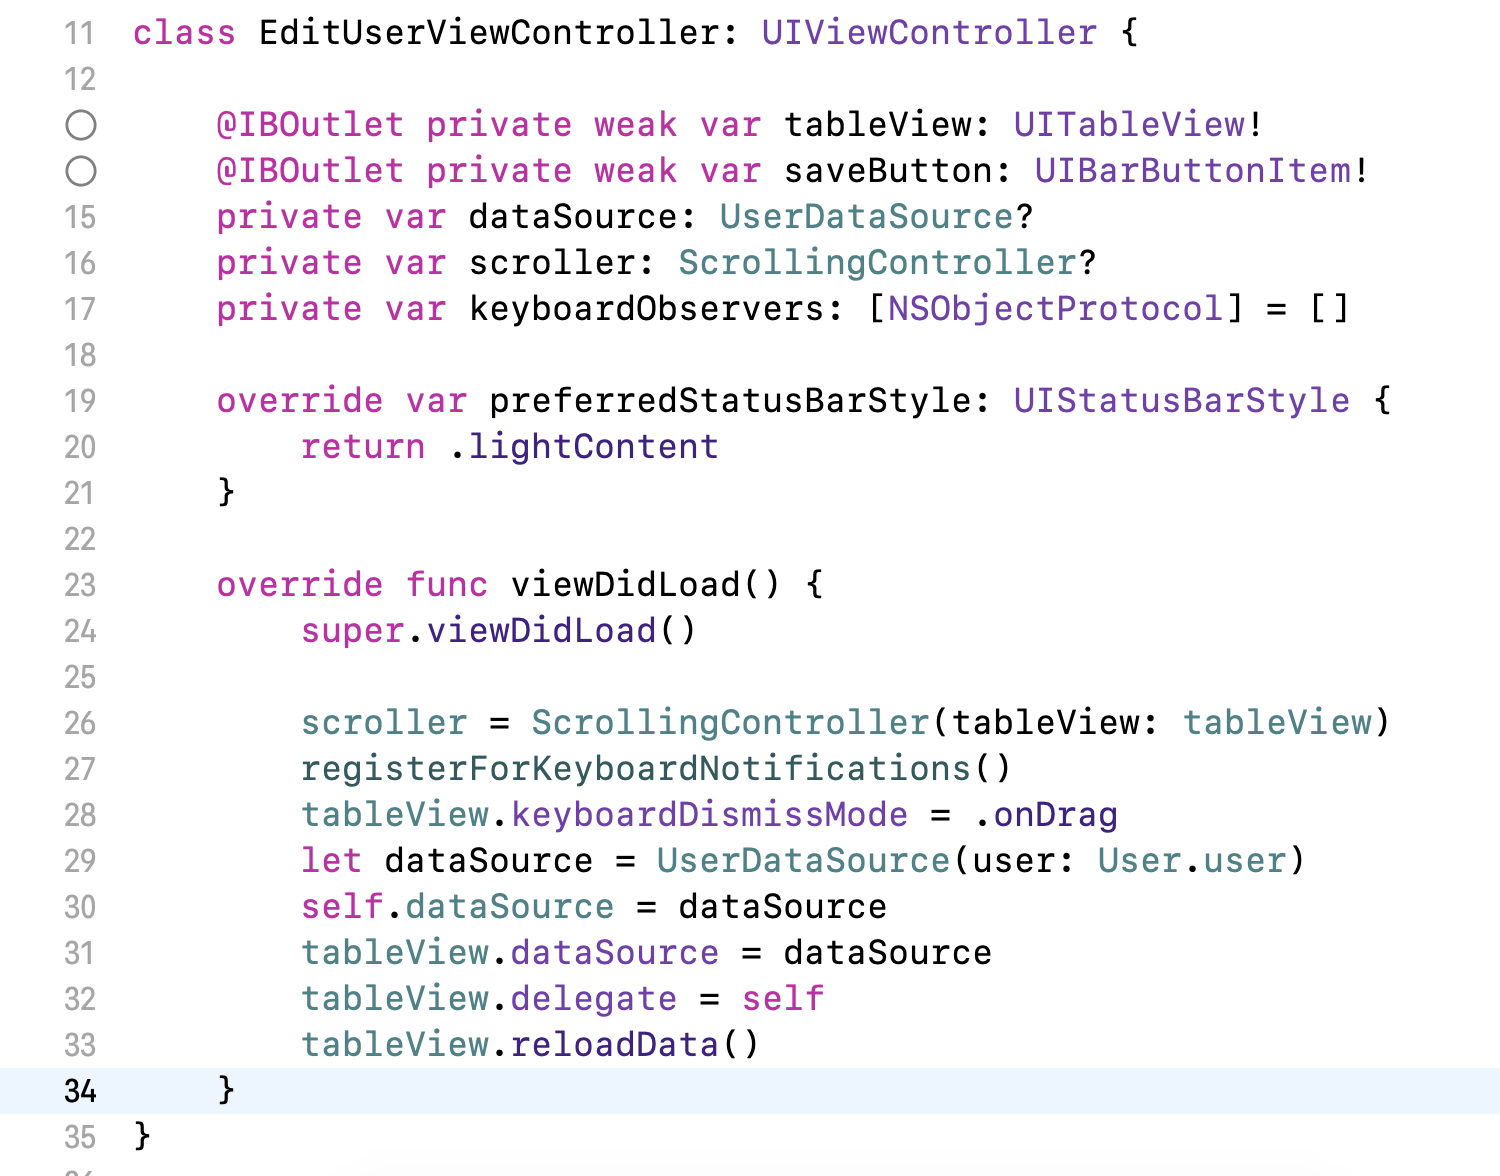 11 class EditUserViewController: UIViewController {
12
@IBOutlet private weak var tableView: UITableView!
@IBOutlet private weak var saveButton: UIBarButtonItem!
15 private var dataSource: UserDataSource?
16 private var scroller: ScrollingController?
17 private var keyboardObservers: [NSObjectProtocol] = []
18
19 override var preferredStatusBarStyle: UIStatusBarStyle {
20 return .lightContent
21 }
22
23 override func viewDidLoad() {
24 super.viewDidLoad()
25
26 scroller = ScrollingController(tableView: tableView)
27 registerForKeyboardNotifications()
28 tableView.keyboardDismissMode = .onDrag
29 let dataSource = UserDataSource(user: User.user)
30 self.dataSource = dataSource
31 tableView.dataSource = dataSource
32 tableView.delegate = self
33 tableView.reloadData()
34 }
35 }